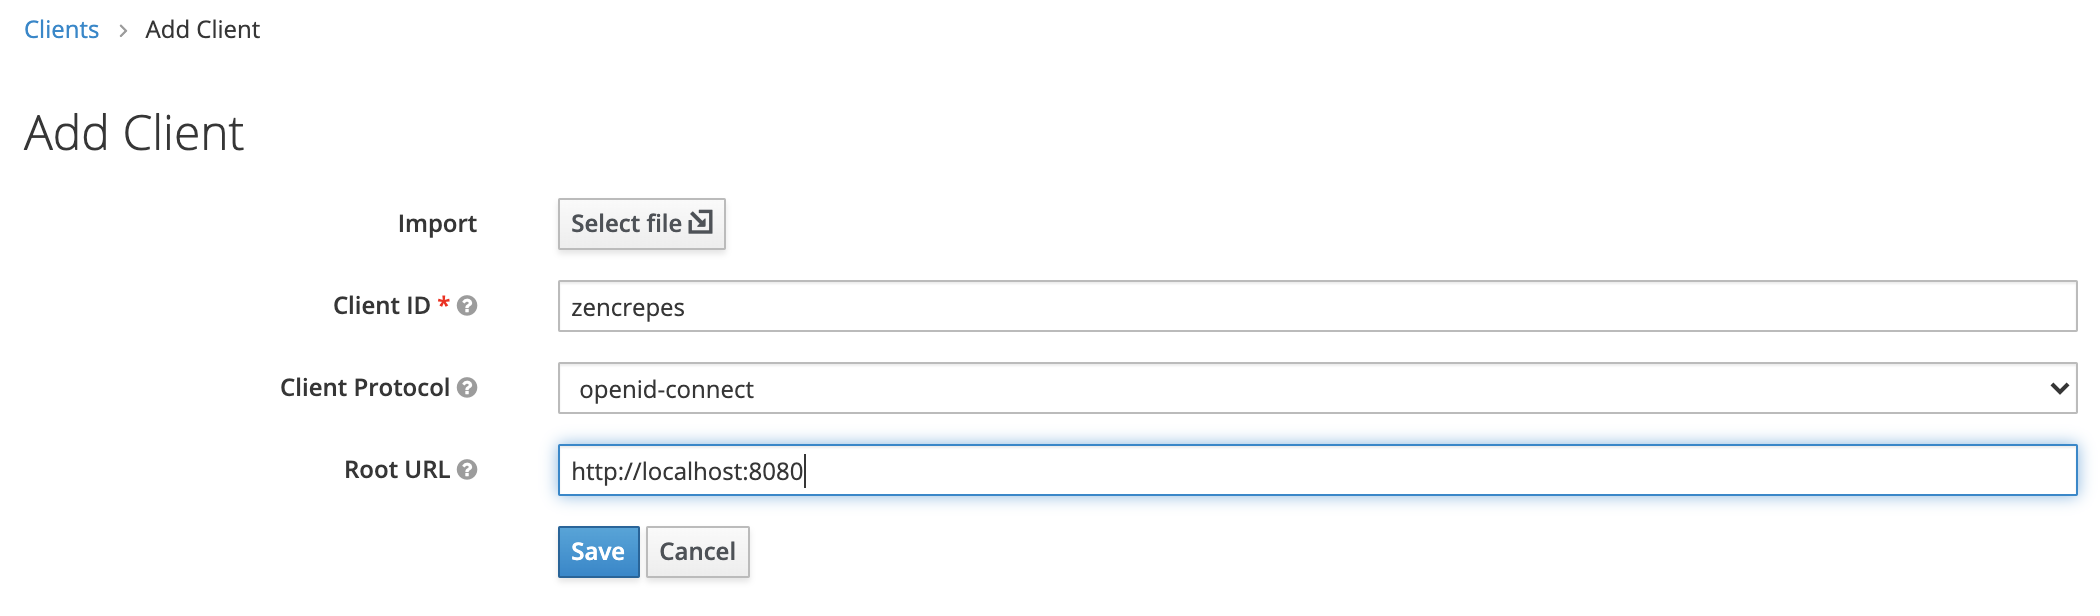 Clients > Add Client
Add Client
Import Select file
Client ID * zencrepes
Client Protocol openid-connect
Root URL http://localhost:8080
Save Cancel